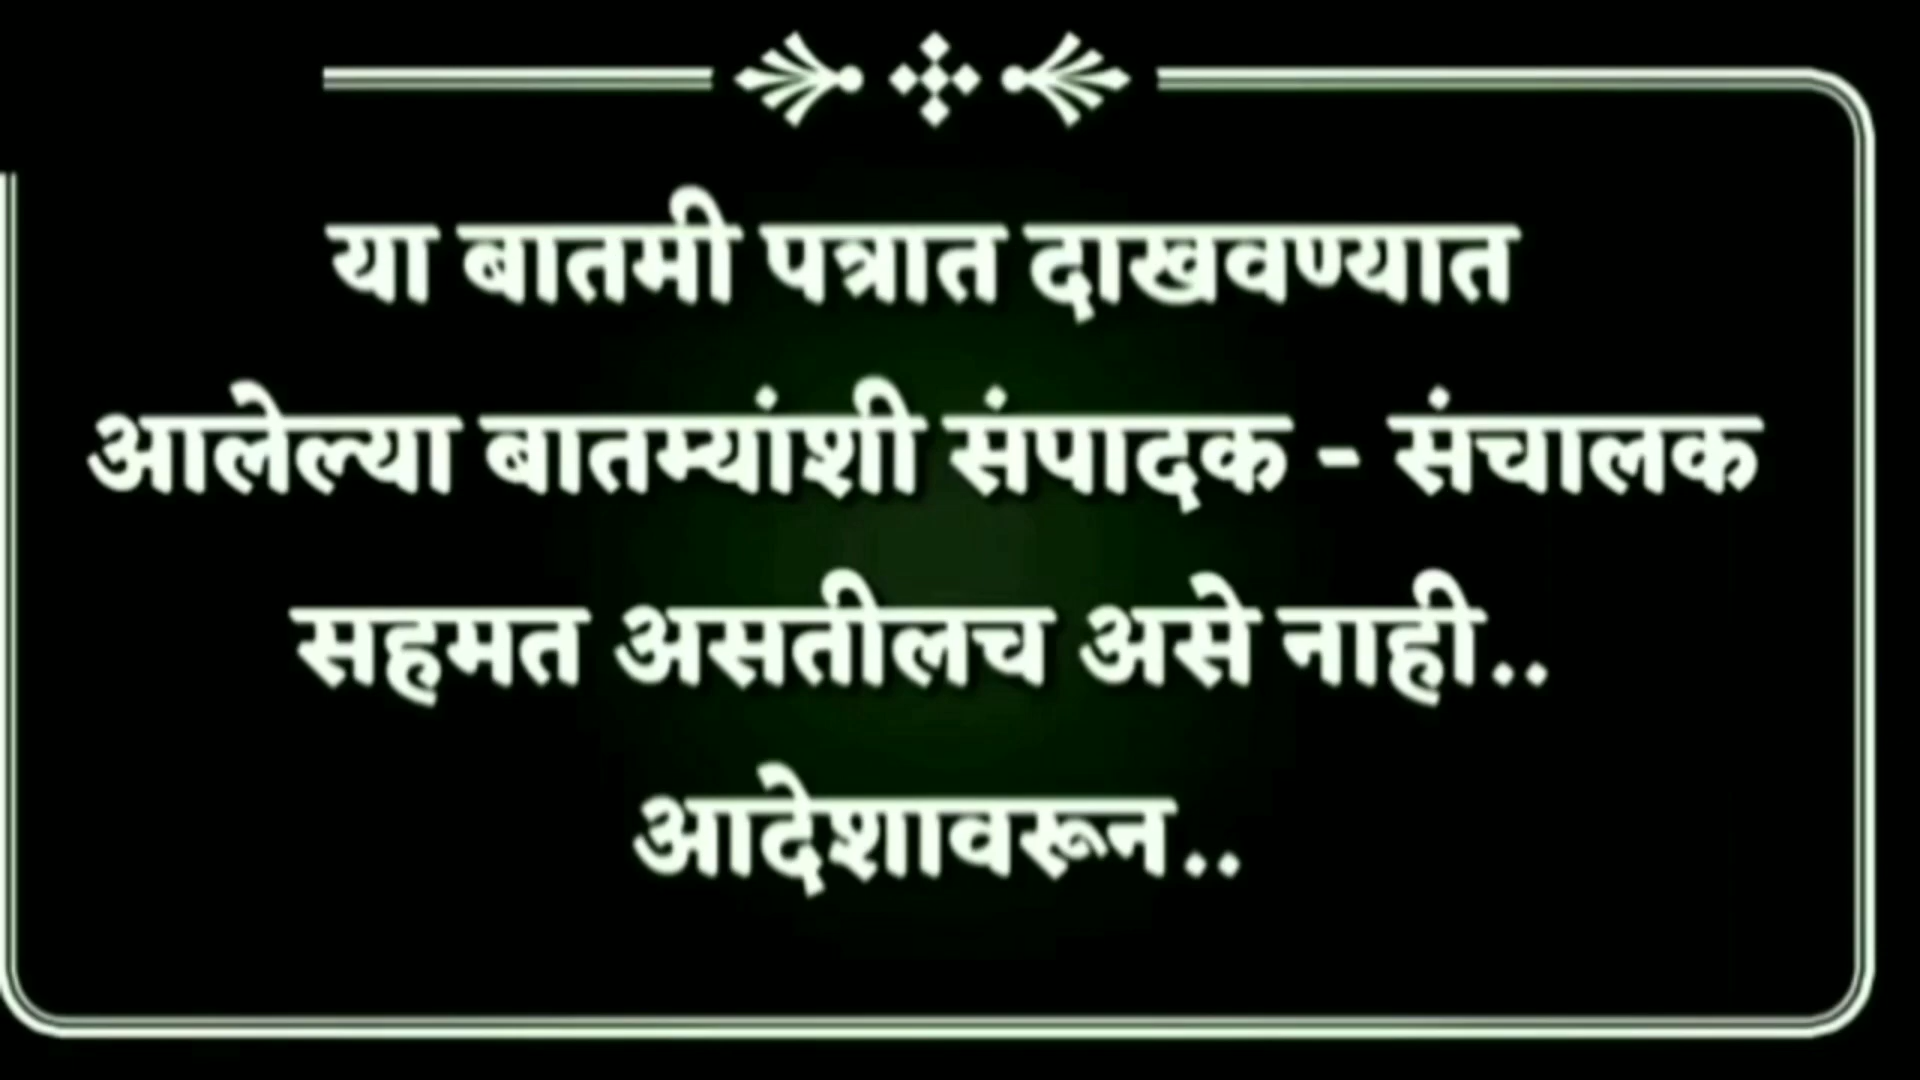 या बातमी पत्रात दाखवण्यात
आलेल्या बातम्यांशी संपादक - संचालक
सहमत असतीलच असे नाही..
आदेशावरून..